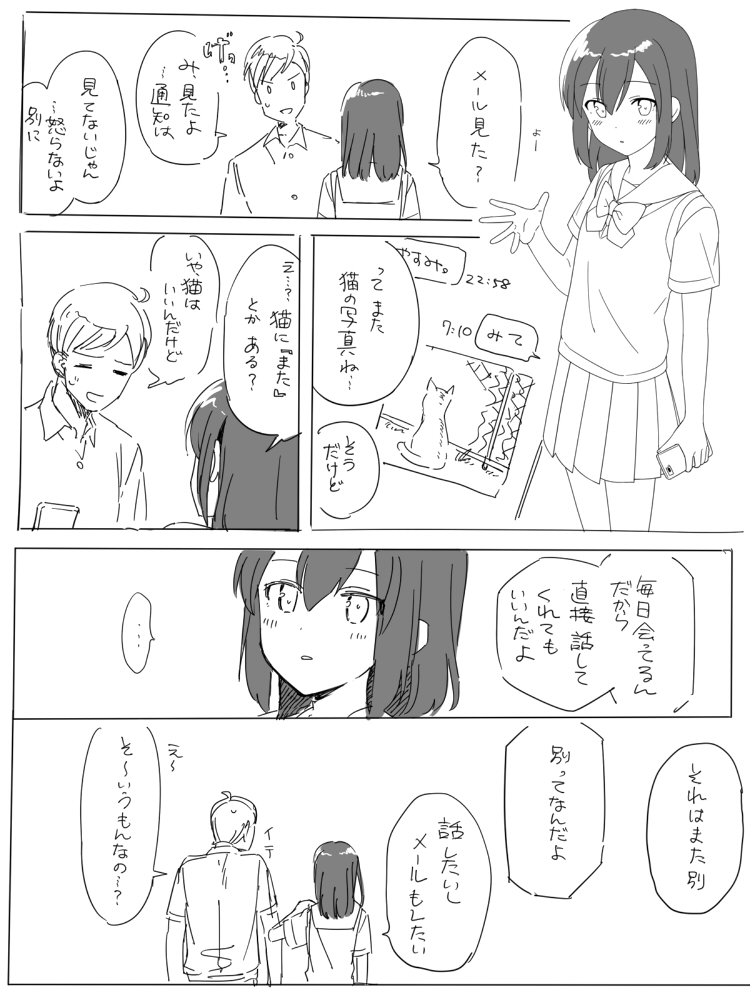 よー
メール見た？
げっ…
み、見たよ
…通知は
見てないじゃん
…怒らないよ
別に
やすみ。
22:58
7:10
みて
って また
猫の写真ね…
そう
だけど
え…？ 猫に『また』
とか ある？
いや、猫は
いいんだけど
毎日会ってるん
だから
直接話して
くれても
いいんだよ
…
それはまた別
別ってなんだよ
話したいし
メールもしたい
イテ
え〜
そ〜いうもんなの…？